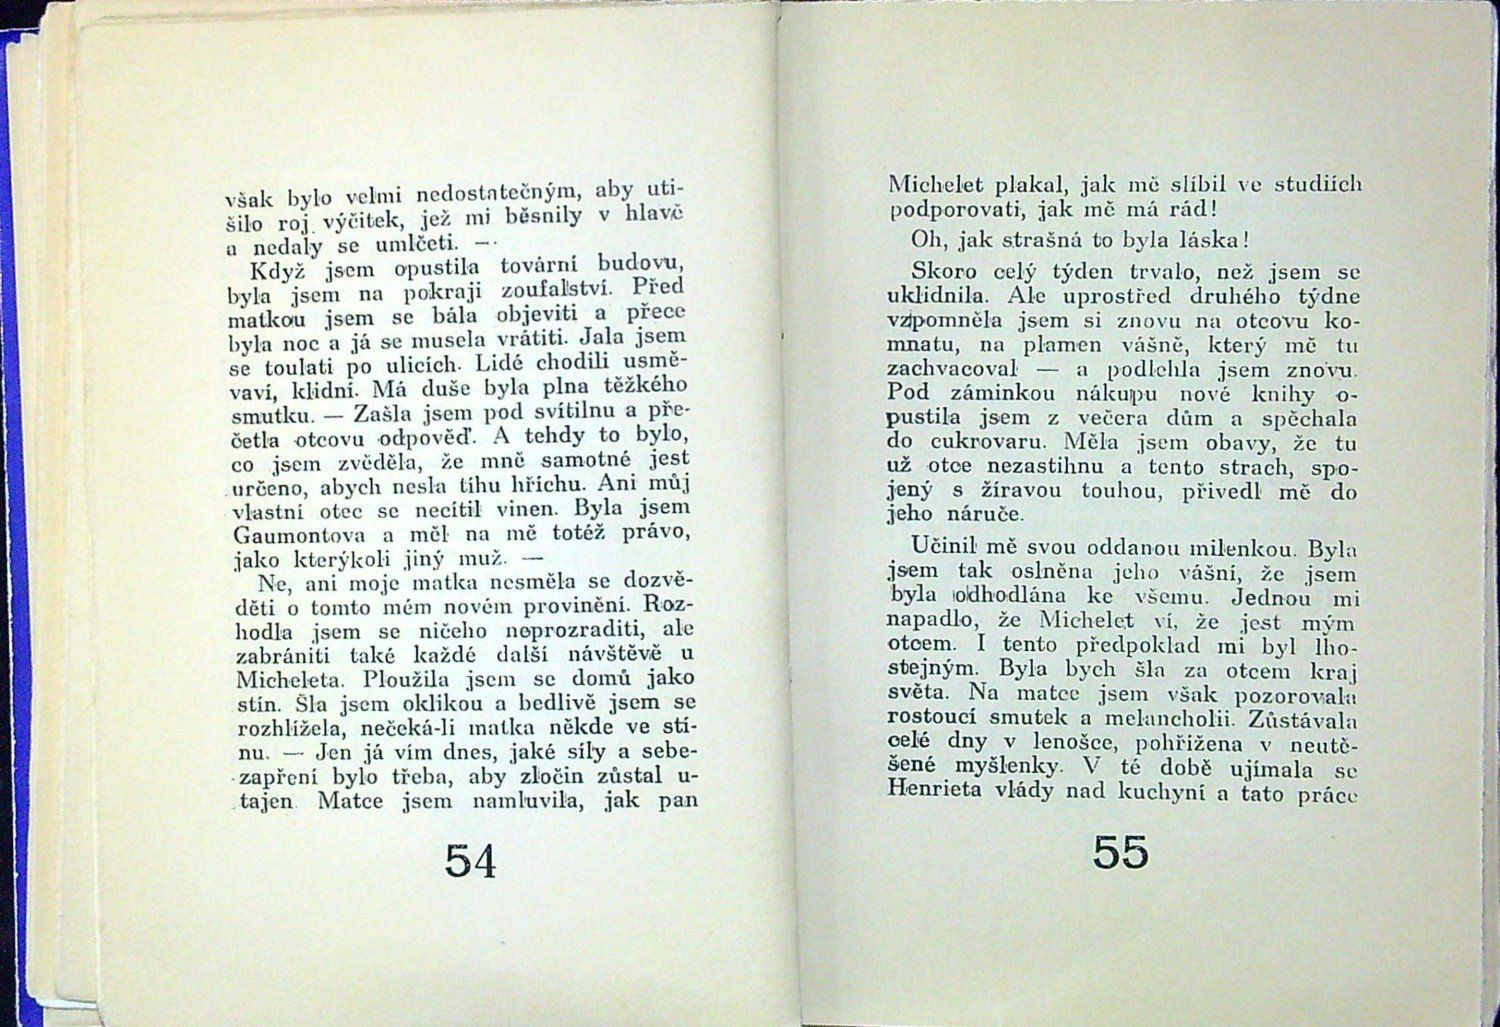 však bylo velmi nedostatečným, aby uti-
šilo roj výčitek, jež mi běsnily v hlavě
a nedaly se umlčeti. —
Když jsem opustila tovární budovu,
byla jsem na pokraji zoufalství. Před
matkou jsem se bála objeviti a přece
byla noc a já se musela vrátiti. Jala jsem
se toulati po ulicích. Lidé chodili usmě-
vaví, klidní. Má duše byla plna těžkého
smutku. — Zašla jsem pod svítilnu a pře-
četla otcovu odpověď. A tehdy to bylo,
co jsem zvěděla, že mně samotné jest
určeno, abych nesla tíhu hříchu. Ani můj
vlastní otec se necítil vinen. Byla jsem
Gaumontova a měl na mě totéž právo,
jako kterýkoli jiný muž. —
Ne, ani moje matka nesměla se dozvě-
děti o tomto mém novém provinění. Roz-
hodla jsem se ničeho neprozraditi, ale
zabrániti také každé další návštěvě u
Micheleta. Ploužila jsem se domů jako
stín. Šla jsem oklikou a bedlivě jsem se
rozhlížela, nečeká-li matka někde ve stí-
nu. — Jen já vím dnes, jaké síly a sebe-
zapření bylo třeba, aby zločin zůstal u-
tajen. Matce jsem namluvila, jak pan
54
Michelet plakal, jak mě slíbil ve studiích
podporovati, jak mě má rád!
Oh, jak strašná to byla láska!
Skoro celý týden trvalo, než jsem se
uklidnila. Ale uprostřed druhého týdne
vzpomněla jsem si znovu na otcovu ko-
mnatu, na plamen vášně, který mě tu
zachvacoval — a podlehla jsem znovu.
Pod záminkou nákupu nové knihy o-
pustila jsem z večera dům a spěchala
do cukrovaru. Měla jsem obavy, že tu
už otce nezastihnu a tento strach, spo-
jený s žíravou touhou, přivedl mě do
jeho náruče.
Učinil mě svou oddanou milenkou. Byla
jsem tak oslněna jeho vášní, že jsem
byla odhodlána ke všemu. Jednou mi
napadlo, že Michelet ví, že jest mým
otcem. I tento předpoklad mi byl lho-
stejným. Byla bych šla za otcem kraj
světa. Na matce jsem však pozorovala
rostoucí smutek a melancholii. Zůstávala
celé dny v lenošce, pohřížena v neutě-
šené myšlenky. V té době ujímala se
Henrieta vlády nad kuchyní a tato práce
55